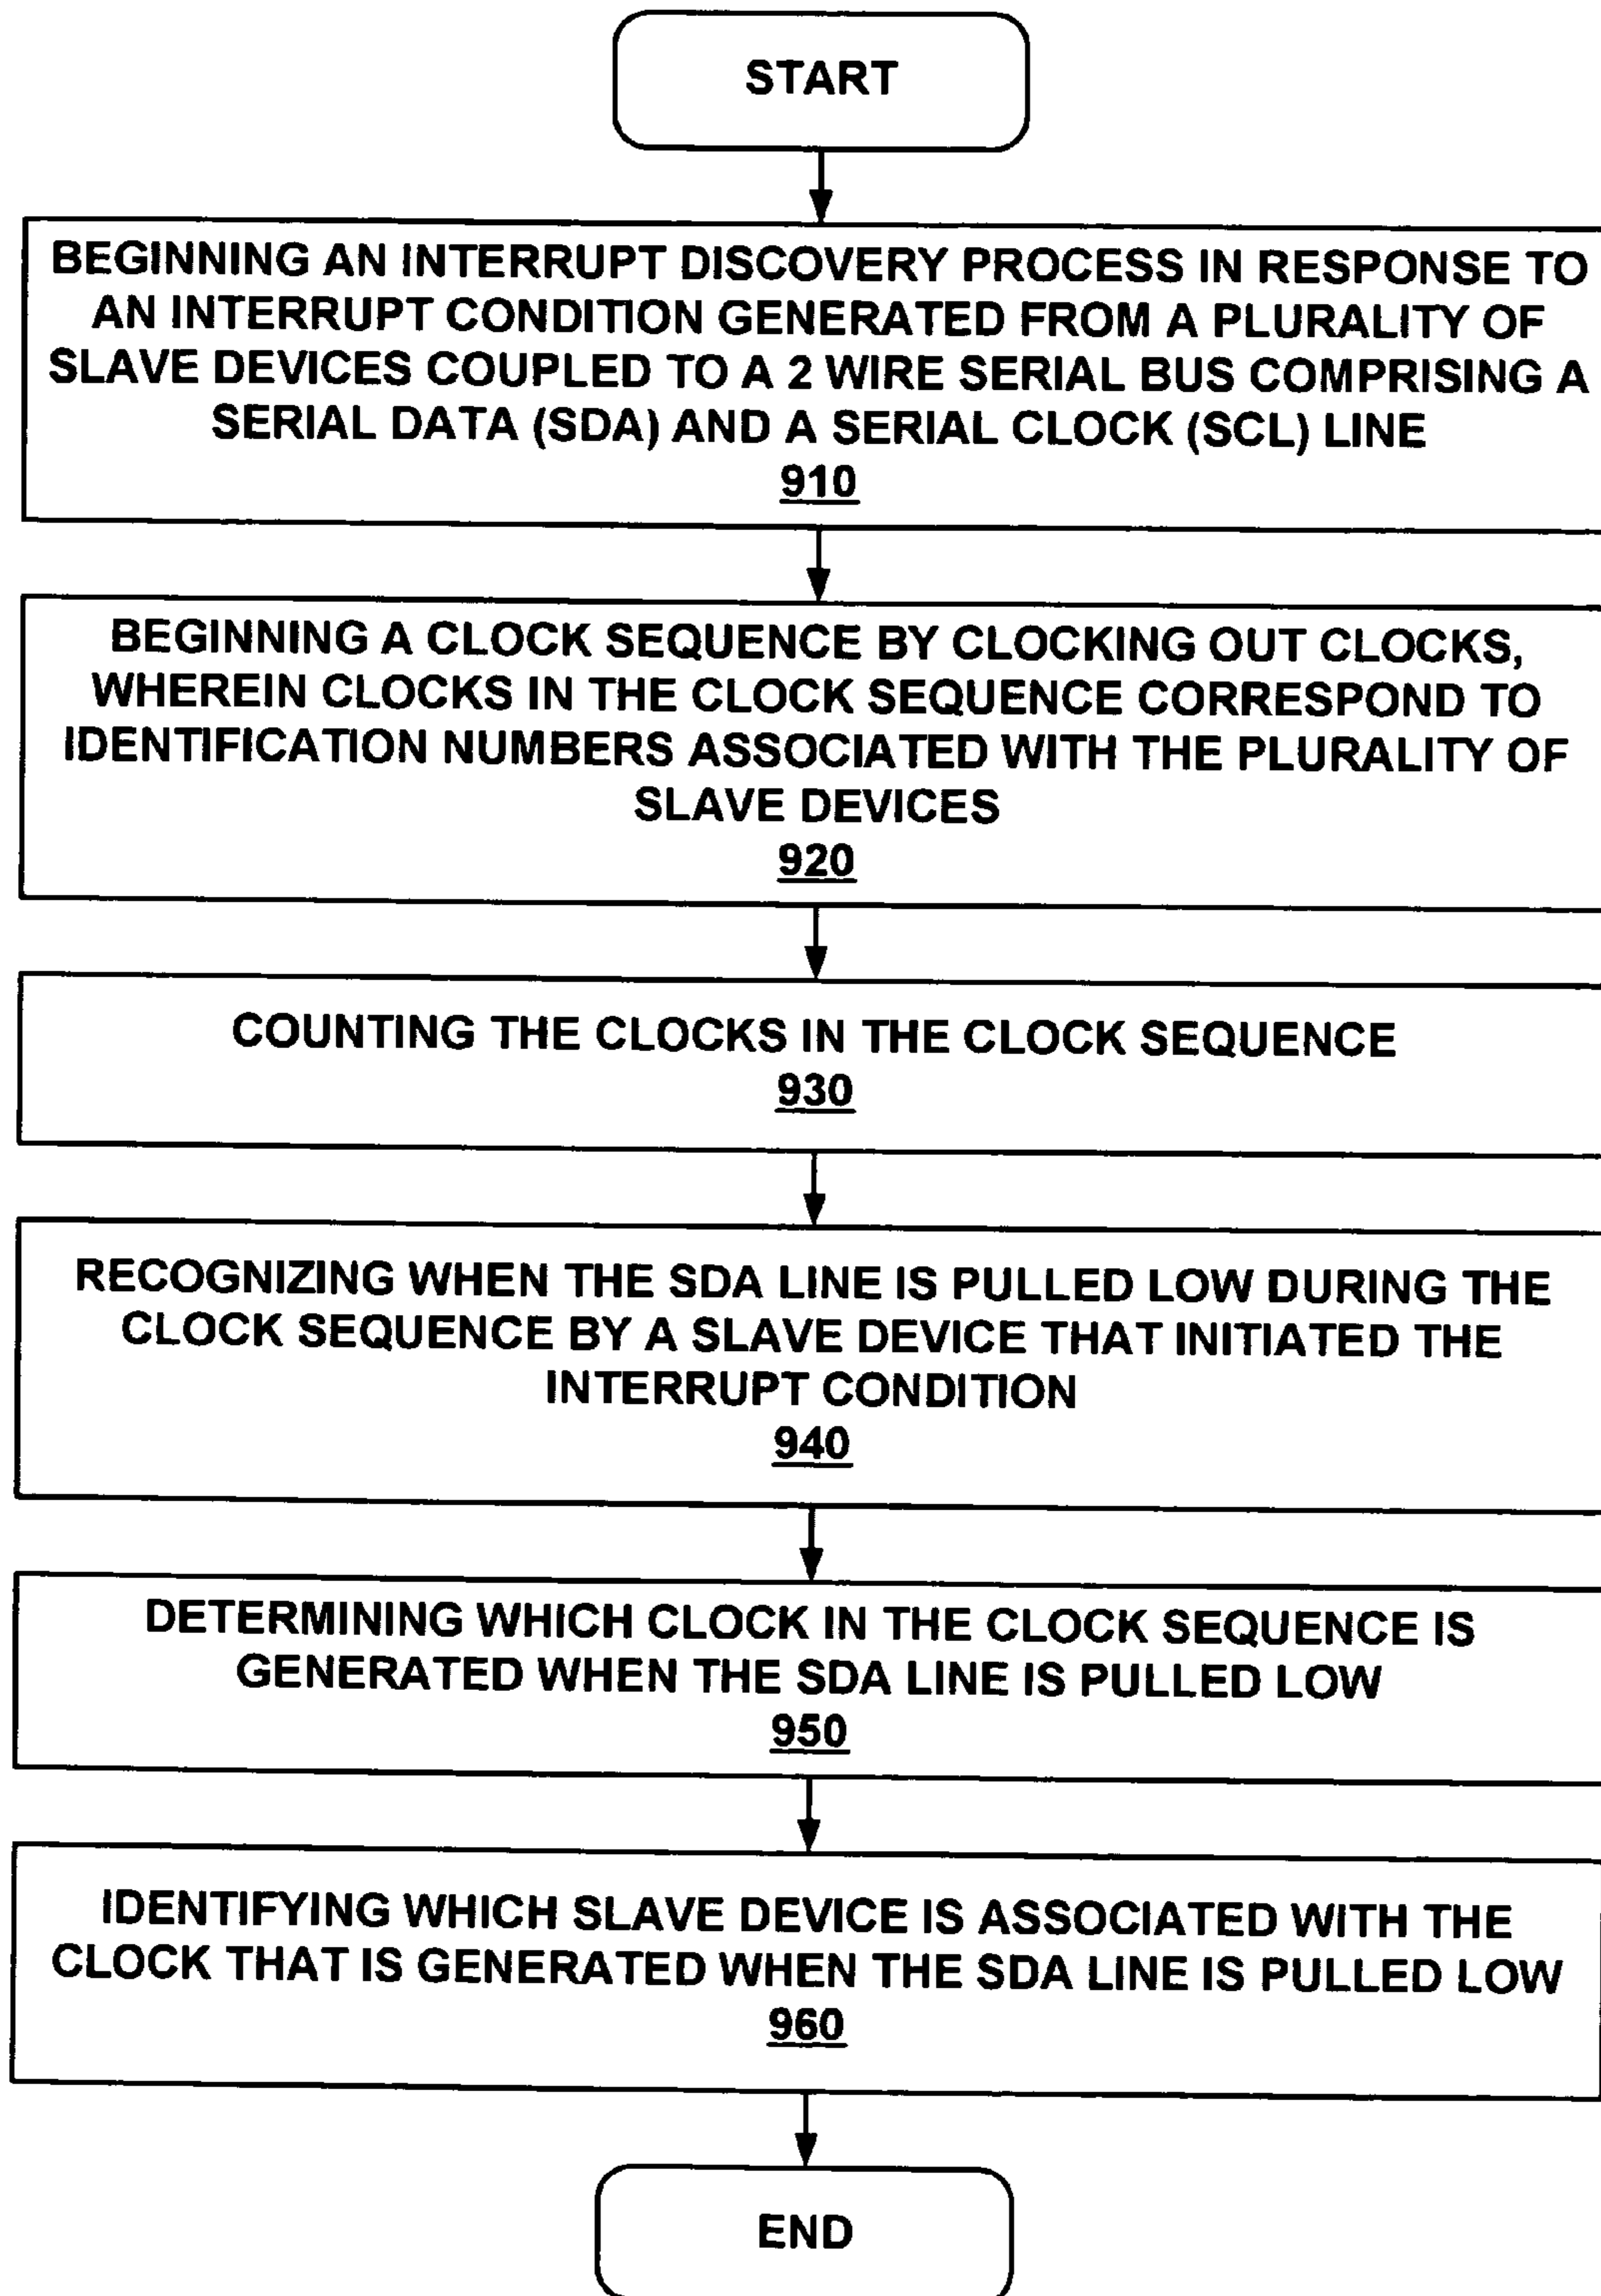 START
BEGINNING AN INTERRUPT DISCOVERY PROCESS IN RESPONSE TO
AN INTERRUPT CONDITION GENERATED FROM A PLURALITY OF
SLAVE DEVICES COUPLED TO A 2 WIRE SERIAL BUS COMPRISING A
SERIAL DATA (SDA) AND A SERIAL CLOCK (SCL) LINE
910
BEGINNING A CLOCK SEQUENCE BY CLOCKING OUT CLOCKS,
WHEREIN CLOCKS IN THE CLOCK SEQUENCE CORRESPOND TO
IDENTIFICATION NUMBERS ASSOCIATED WITH THE PLURALITY OF
SLAVE DEVICES
920
COUNTING THE CLOCKS IN THE CLOCK SEQUENCE
930
RECOGNIZING WHEN THE SDA LINE IS PULLED LOW DURING THE
CLOCK SEQUENCE BY A SLAVE DEVICE THAT INITIATED THE
INTERRUPT CONDITION
940
DETERMINING WHICH CLOCK IN THE CLOCK SEQUENCE IS
GENERATED WHEN THE SDA LINE IS PULLED LOW
950
IDENTIFYING WHICH SLAVE DEVICE IS ASSOCIATED WITH THE
CLOCK THAT IS GENERATED WHEN THE SDA LINE IS PULLED LOW
960
END